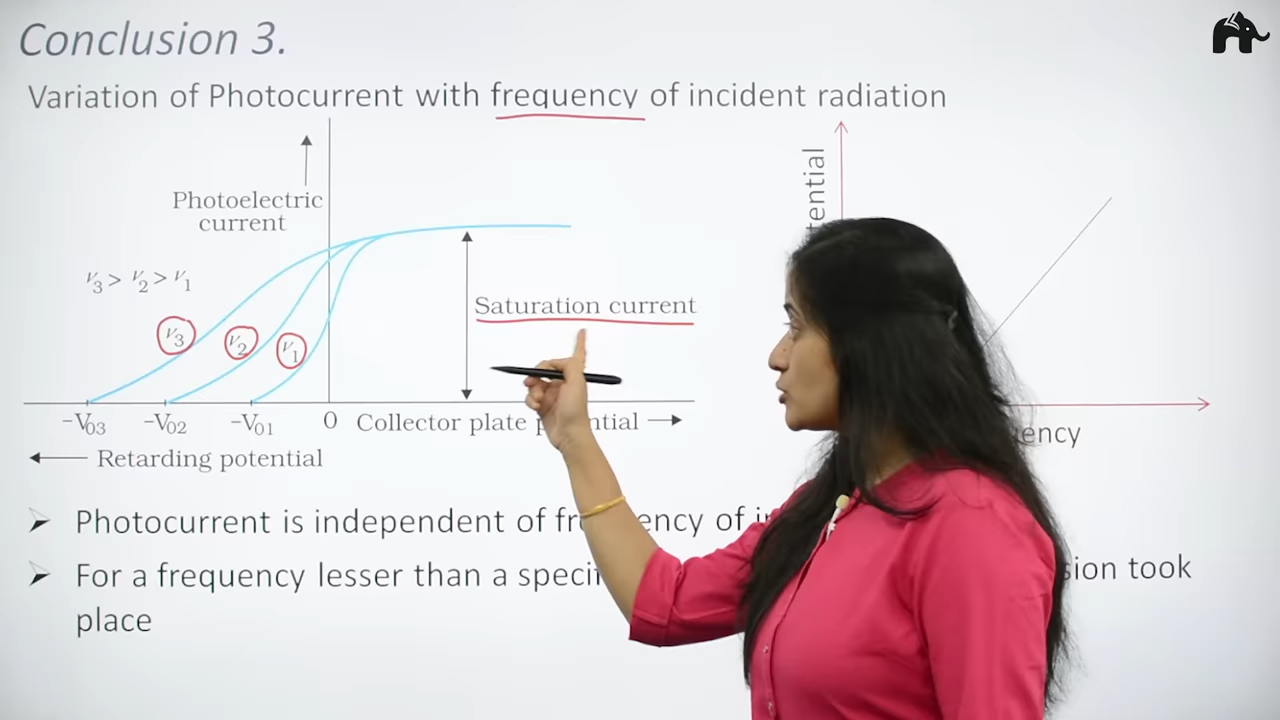 Conclusion 3.
Variation of Photocurrent with frequency of incident radiation
Photoelectric
current
ν3 > ν2 > ν1
ν3
ν2
ν1
Saturation current
−V03
−V02
−V01
0
Collector plate
Retarding potential
Photocurrent is independent of of
For a frequency lesser than a took
place